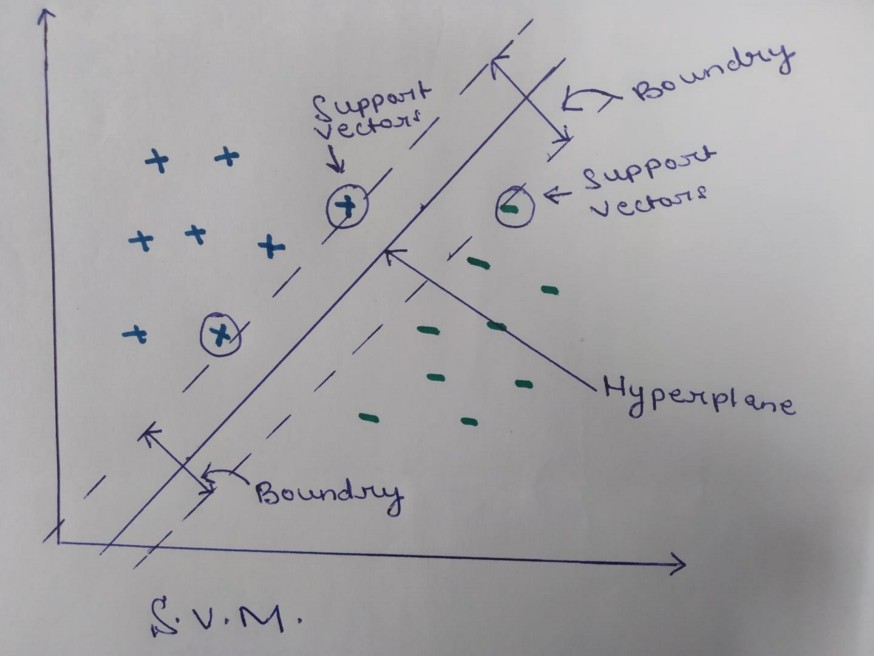 Support
vectors
Boundry
Support
vectors
Hyperplane
Boundry
S.V.M.